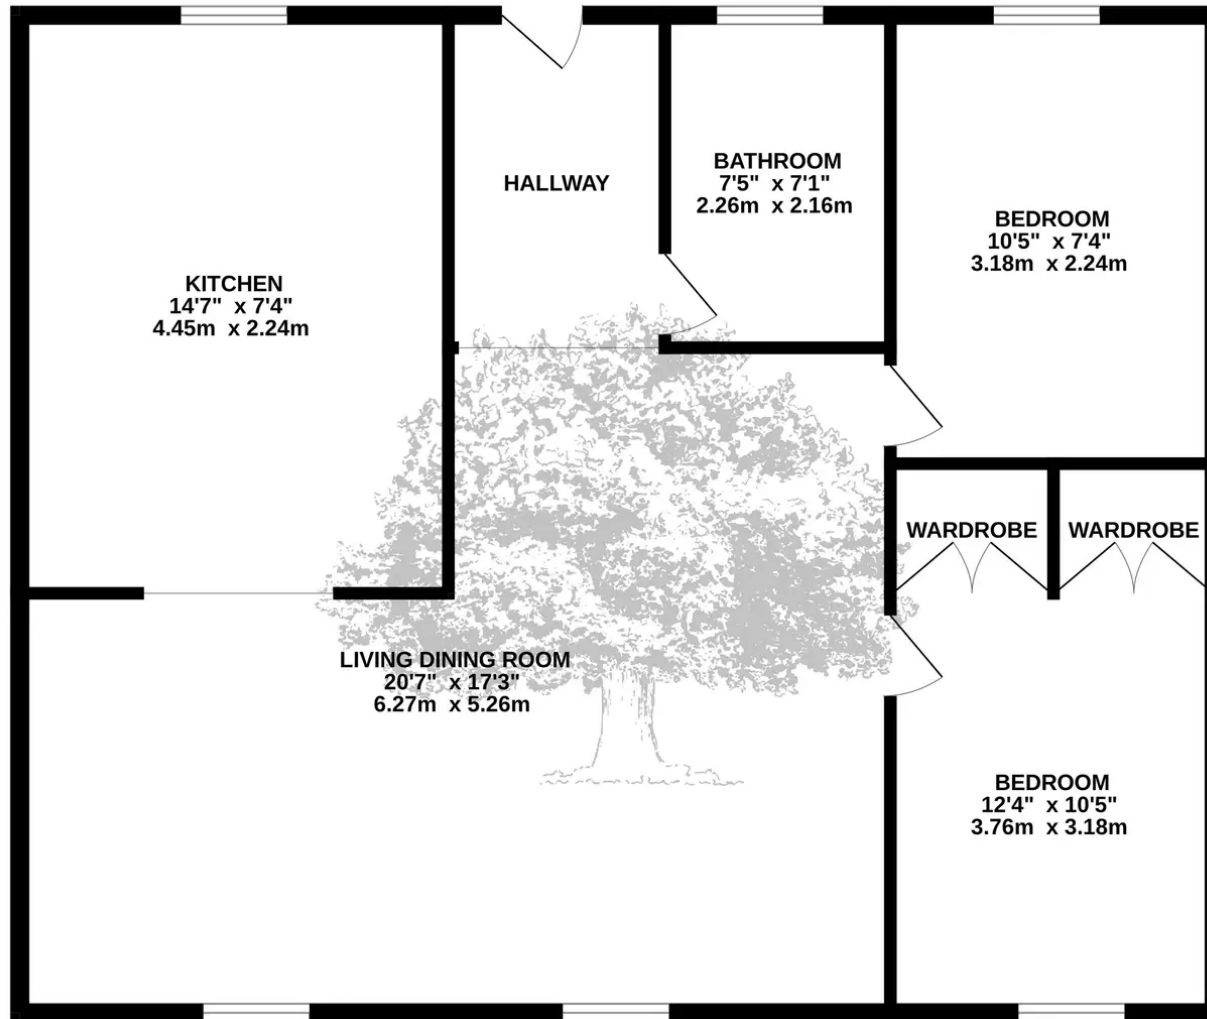 KITCHEN
14'7" x 7'4"
4.45m x 2.24m
HALLWAY
BATHROOM
7'5" x 7'1"
2.26m x 2.16m
BEDROOM
10'5" x 7'4"
3.18m x 2.24m
WARDROBE
WARDROBE
LIVING DINING ROOM
20'7" x 17'3"
6.27m x 5.26m
BEDROOM
12'4" x 10'5"
3.76m x 3.18m